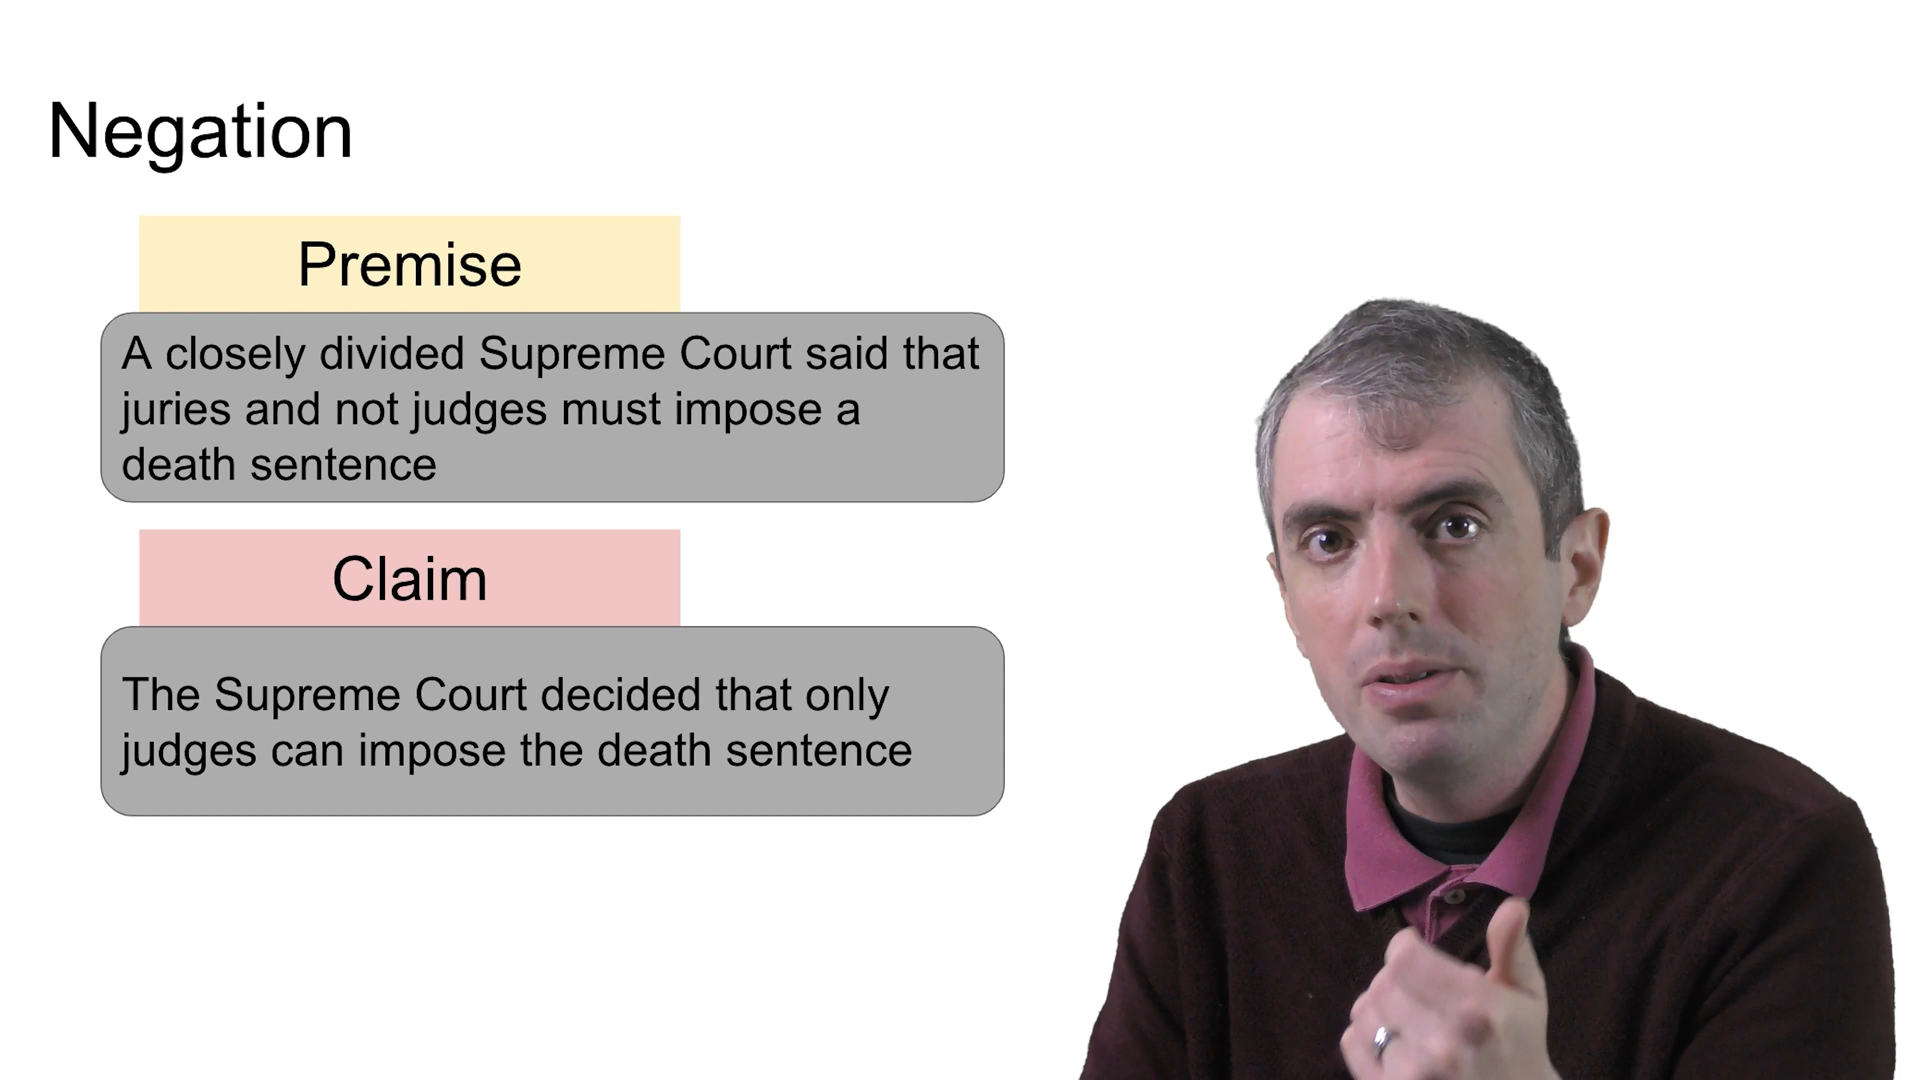 Negation
Premise
A closely divided Supreme Court said that
juries and not judges must impose a
death sentence
Claim
The Supreme Court decided that only
judges can impose the death sentence